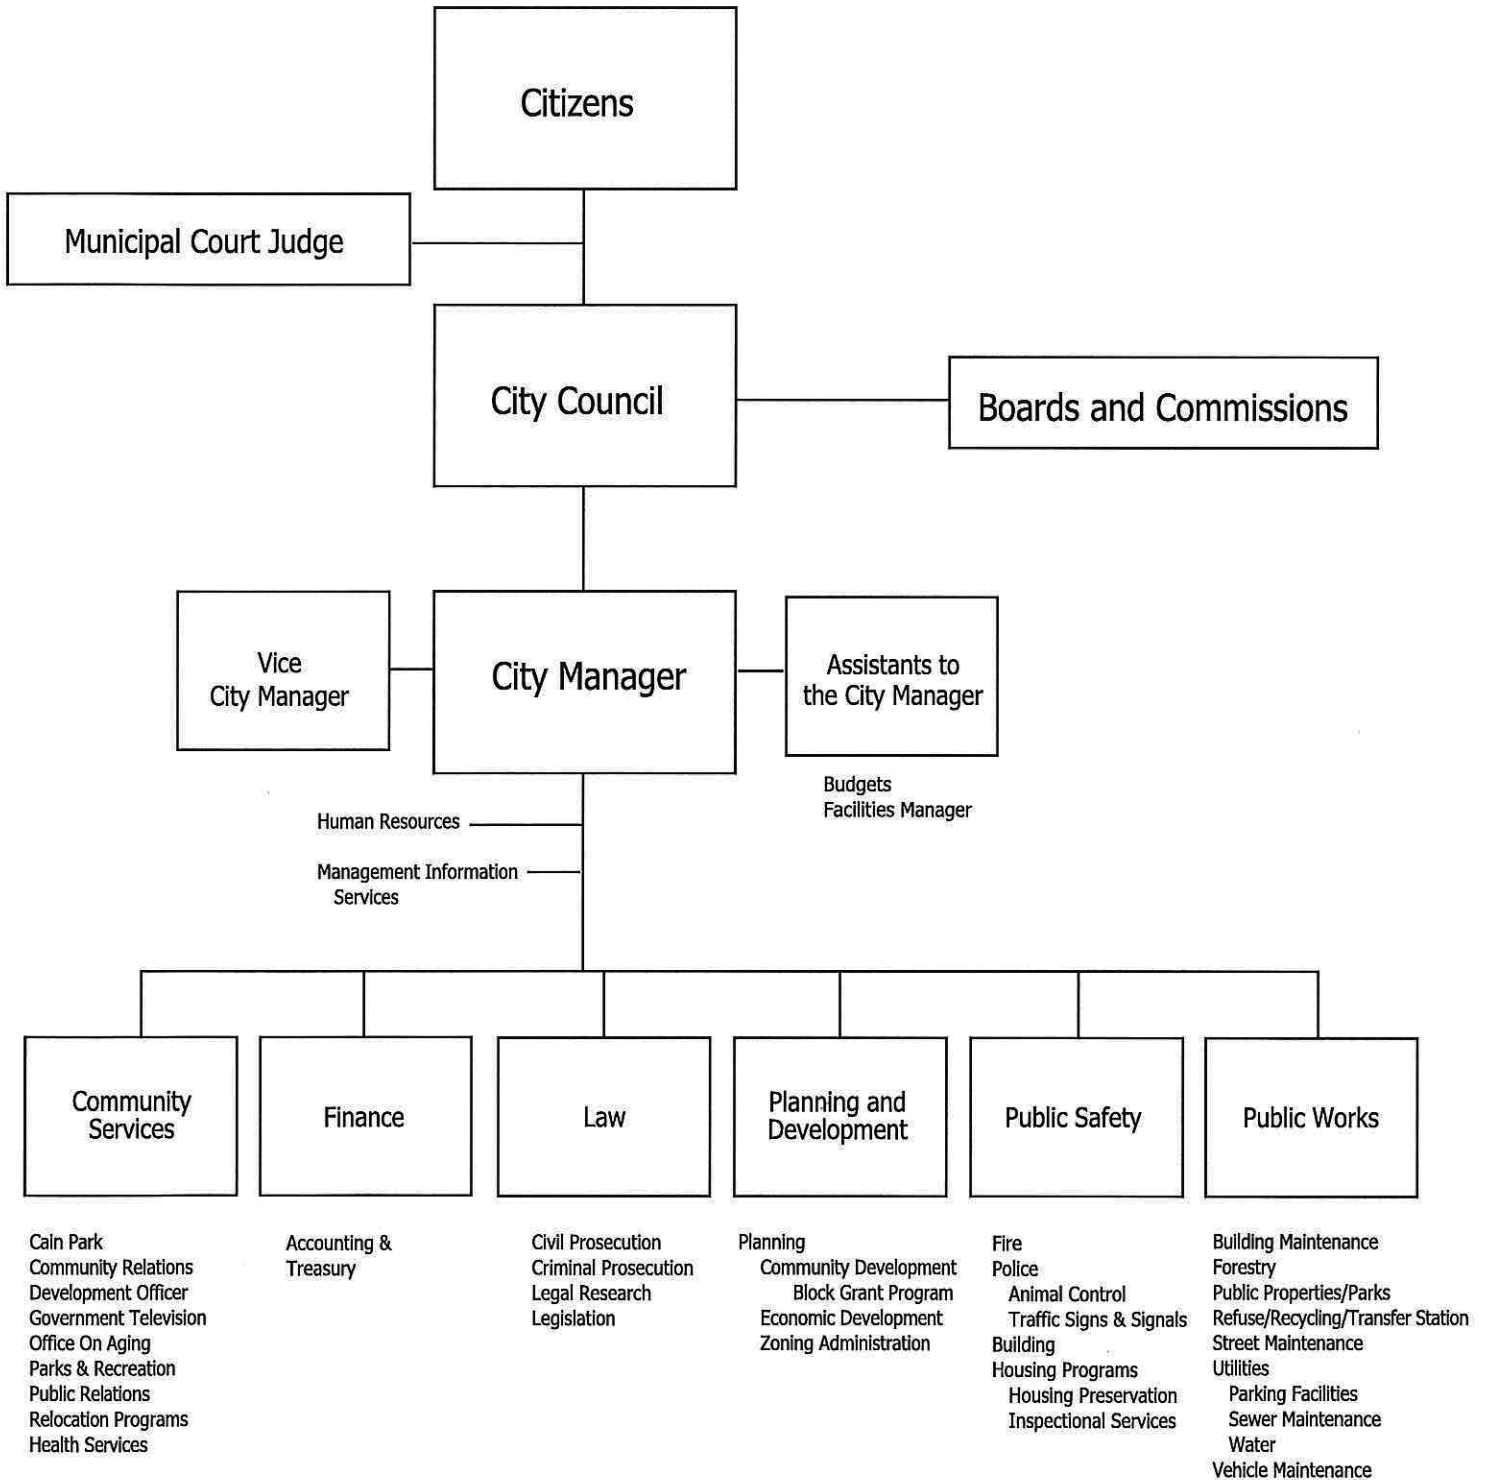 Citizens
Municipal Court Judge
City Council
Boards and Commissions
Vice
City Manager
City Manager
Assistants to
the City Manager
Budgets
Facilities Manager
Human Resources
Management Information
Services
Community
Services
Finance
Law
Planning and
Development
Public Safety
Public Works
Cain Park
Community Relations
Development Officer
Government Television
Office On Aging
Parks & Recreation
Public Relations
Relocation Programs
Health Services
Accounting &
Treasury
Civil Prosecution
Criminal Prosecution
Legal Research
Legislation
Planning
Community Development
Block Grant Program
Economic Development
Zoning Administration
Fire
Police
Animal Control
Traffic Signs & Signals
Building
Housing Programs
Housing Preservation
Inspectional Services
Building Maintenance
Forestry
Public Properties/Parks
Refuse/Recycling/Transfer Station
Street Maintenance
Utilities
Parking Facilities
Sewer Maintenance
Water
Vehicle Maintenance